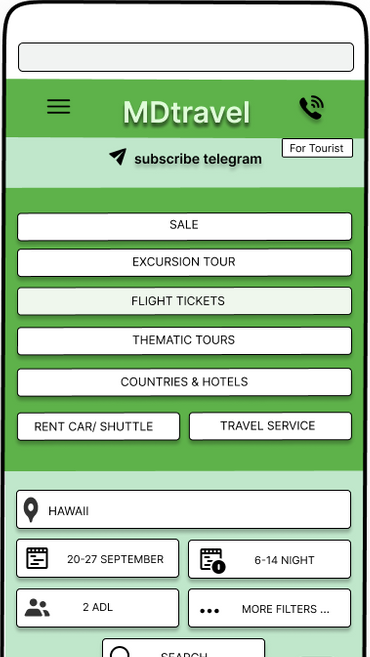 MDtravel
For Tourist
subscribe telegram
SALE
EXCURSION TOUR
FLIGHT TICKETS
THEMATIC TOURS
COUNTRIES & HOTELS
RENT CAR/ SHUTTLE
TRAVEL SERVICE
HAWAII
20-27 SEPTEMBER
6-14 NIGHT
2 ADL
MORE FILTERS ...
SEARCH